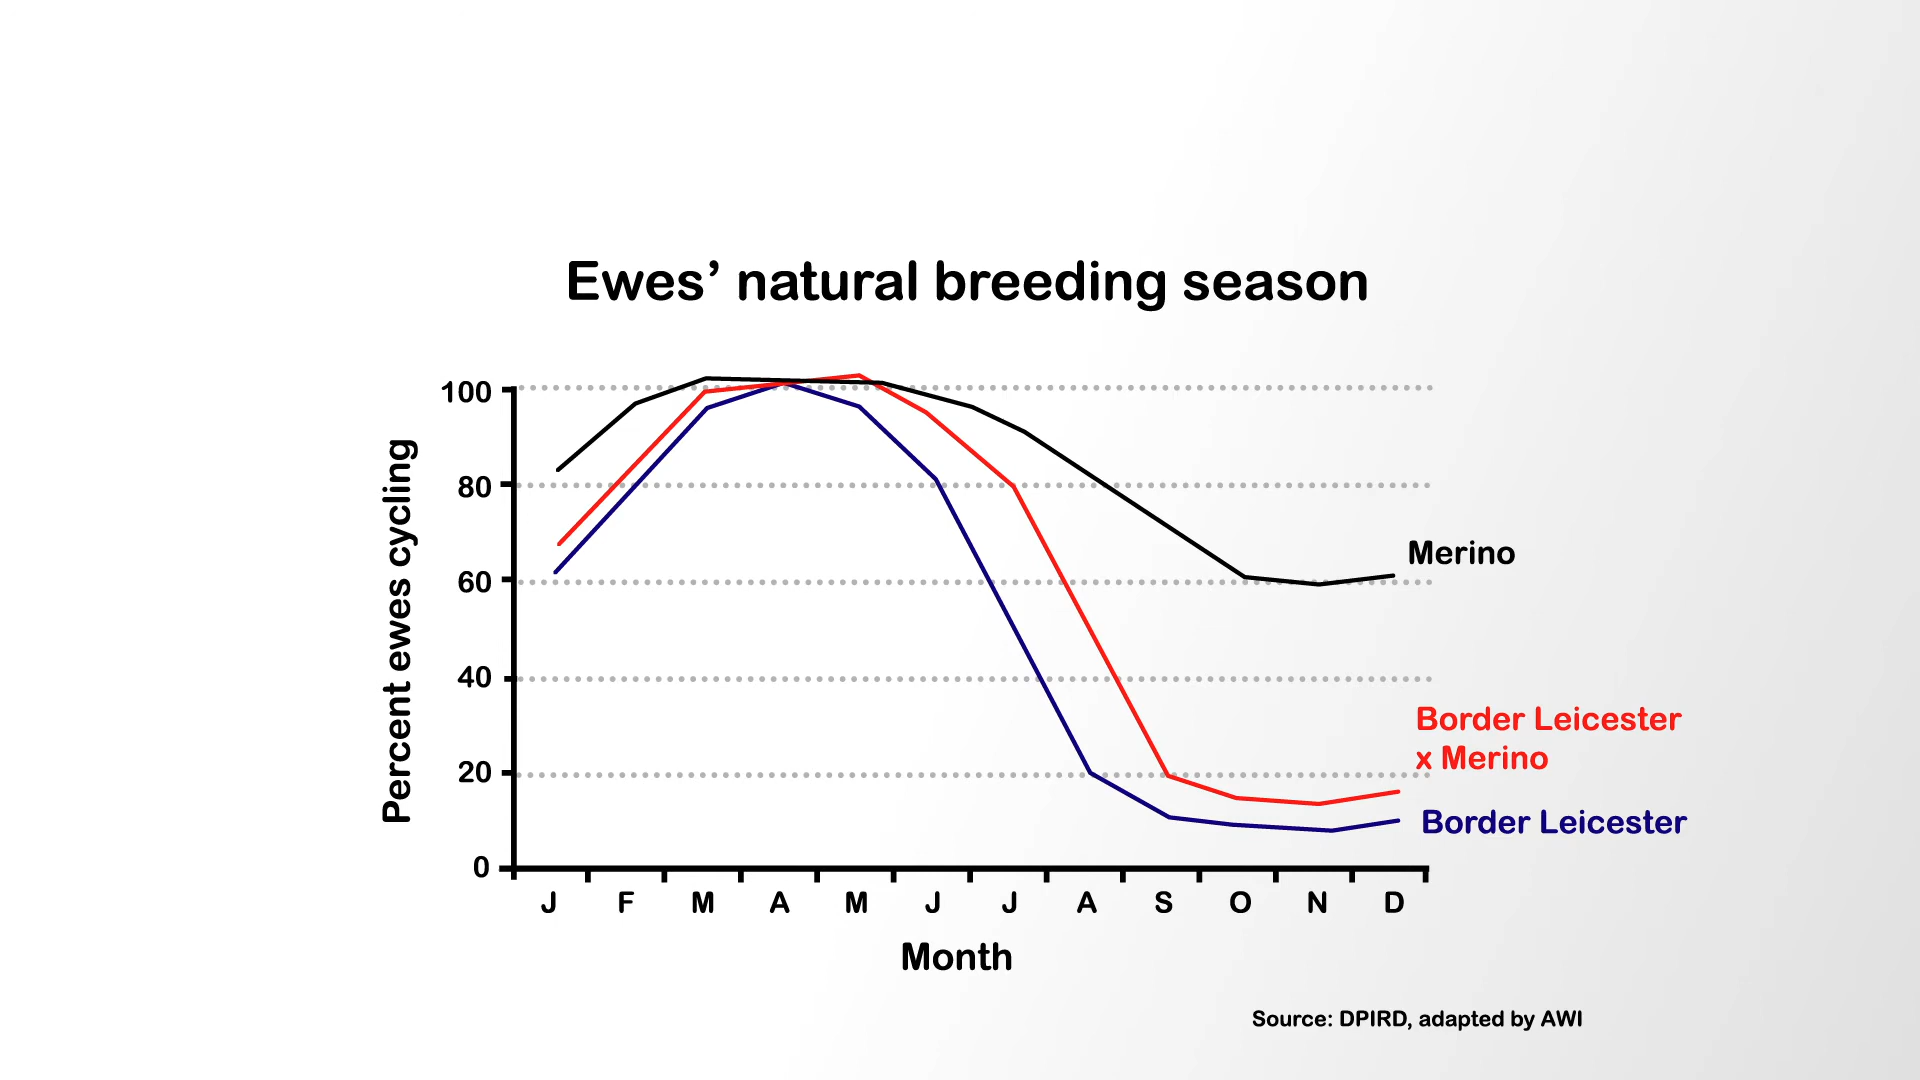 Ewes’ natural breeding season
100
80
60
40
20
0
Percent ewes cycling
J F M A M J J A S O N D
Month
Merino
Border Leicester
x Merino
Border Leicester
Source: DPIRD, adapted by AWI